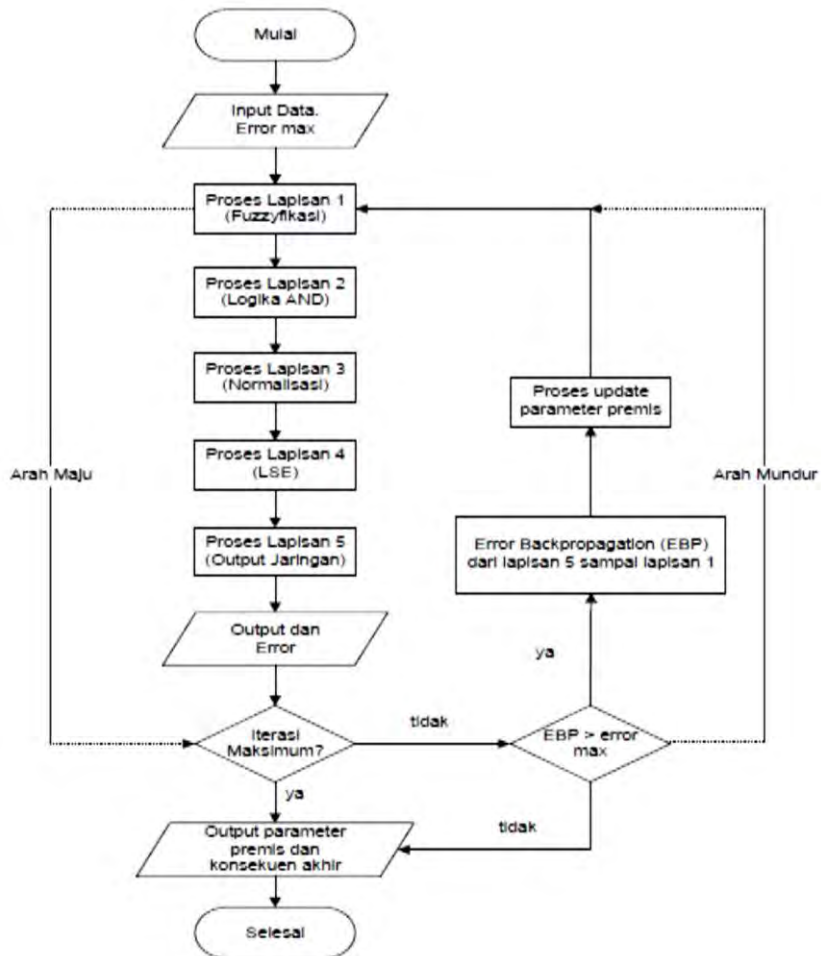 Mulai
Input Data.
Error max
Proses Lapisan 1
(Fuzzyfikasi)
Proses Lapisan 2
(Logika AND)
Proses Lapisan 3
(Normalisasi)
Proses update
parameter premis
Proses Lapisan 4
(LSE)
Arah Maju
Arah Mundur
Proses Lapisan 5
(Output Jaringan)
Error Backpropagation (EBP)
dari lapisan 5 sampai lapisan 1
Output dan
Error
ya
tidak
Iterasi
Maksimum?
EBP > error
max
ya
tidak
Output parameter
premis dan
konsekuen akhir
Selesai